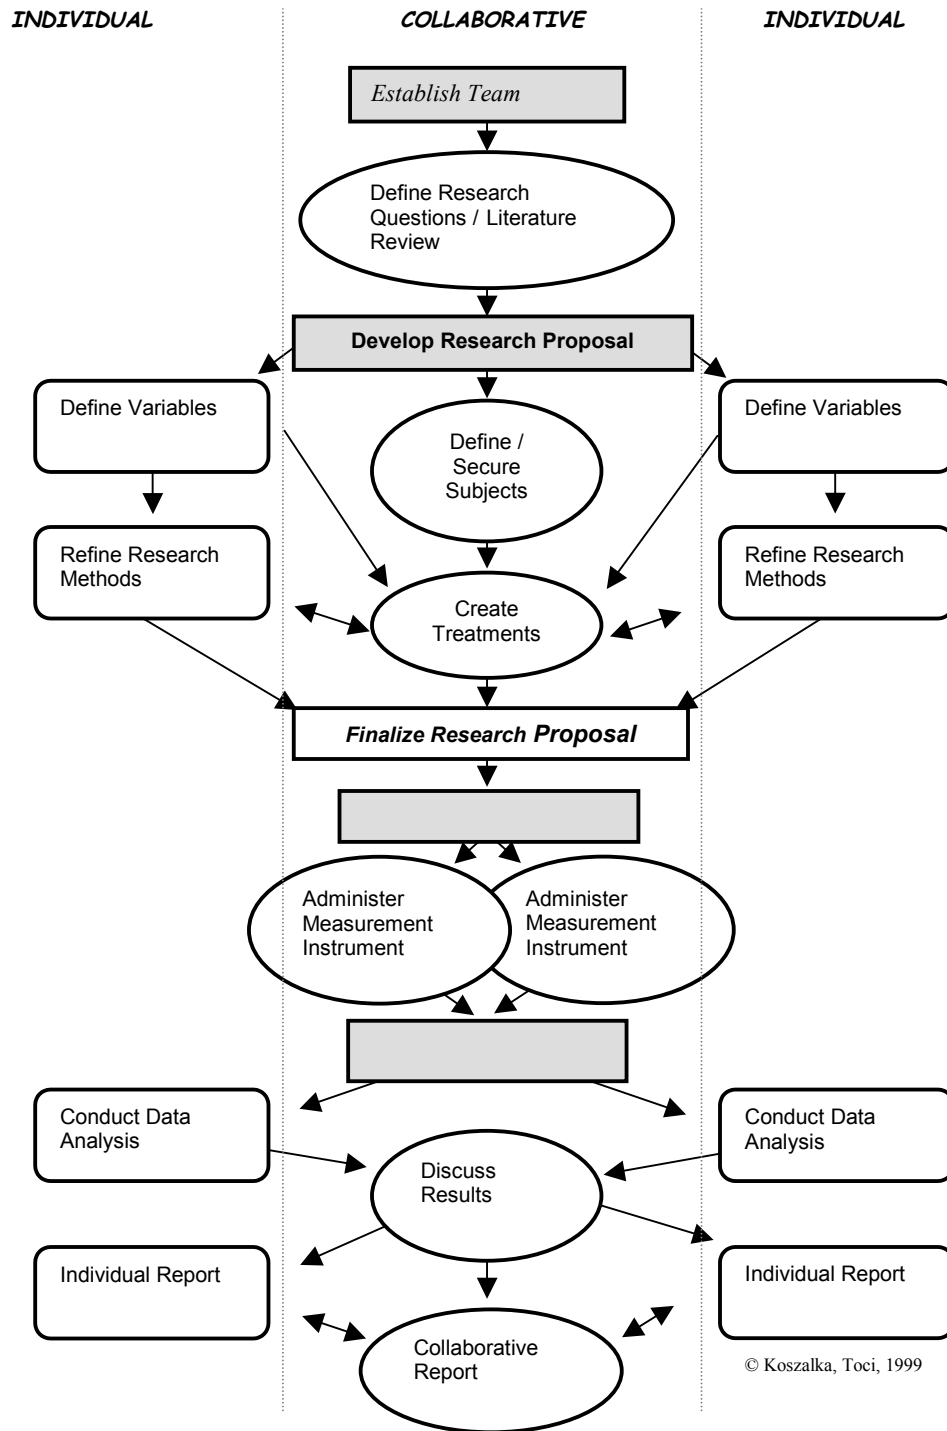 INDIVIDUAL COLLABORATIVE INDIVIDUAL
Establish Team
Define Research
Questions / Literature
Review
Develop Research Proposal
Define Variables
Define /
Secure
Subjects
Define Variables
Refine Research
Methods
Create
Treatments
Refine Research
Methods
Finalize Research Proposal
Administer
Measurement
Instrument
Administer
Measurement
Instrument
Conduct Data
Analysis
Discuss
Results
Conduct Data
Analysis
Individual Report
Collaborative
Report
Individual Report
© Koszalka, Toci, 1999